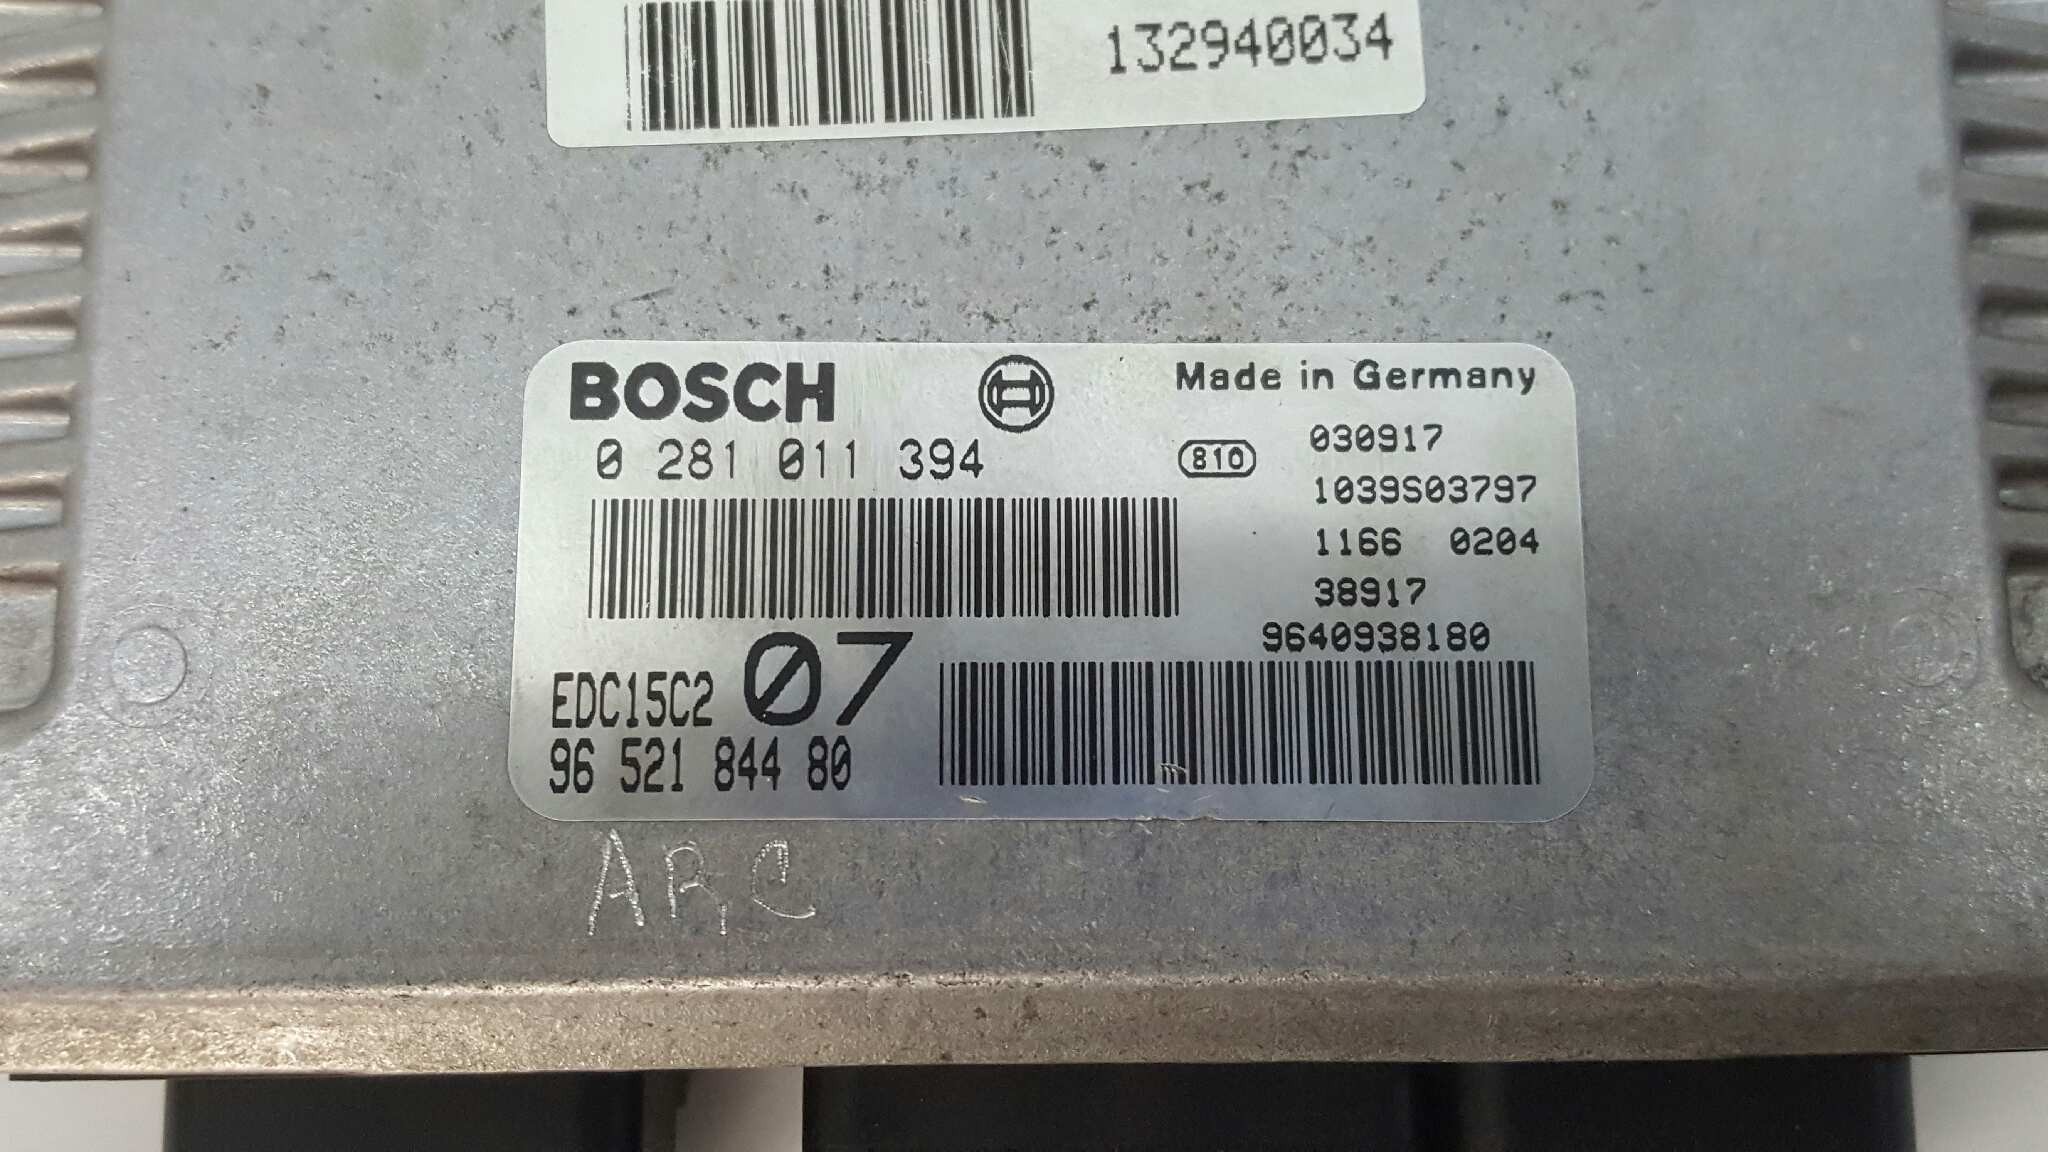 132940034
BOSCH
Made in Germany
0 281 011 394
810
030917
1039S03797
1166 0204
38917
9640938180
EDC15C2 07
96 521 844 80
ARC